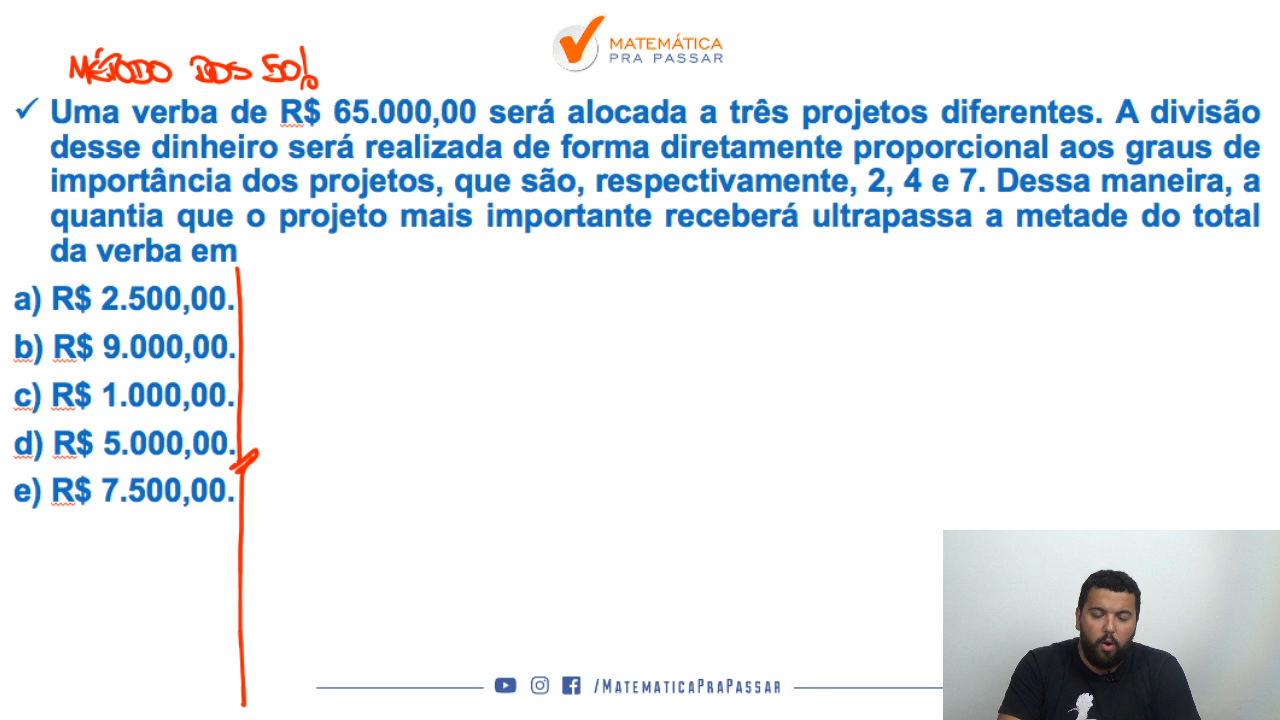 MATEMÁTICA
PRA PASSAR
MÉTODO DOS 50!
✓ Uma verba de R$ 65.000,00 será alocada a três projetos diferentes. A divisão
desse dinheiro será realizada de forma diretamente proporcional aos graus de
importância dos projetos, que são, respectivamente, 2, 4 e 7. Dessa maneira, a
quantia que o projeto mais importante receberá ultrapassa a metade do total
da verba em
a) R$ 2.500,00.
b) R$ 9.000,00.
c) R$ 1.000,00.
d) R$ 5.000,00.
e) R$ 7.500,00.
/MATEMATICAPRAPASSAR